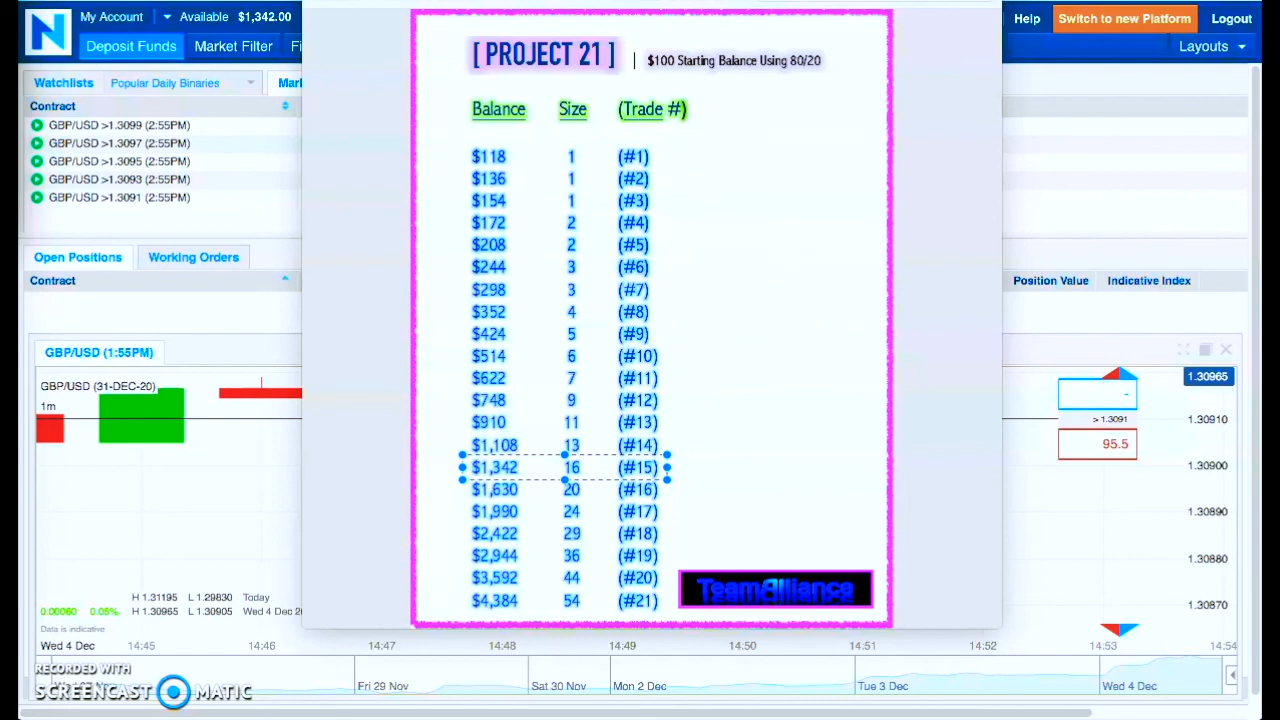 My Account Available $1,342.00 Help Switch to new Platform Logout
Deposit Funds Market Filter Fi Layouts
[ PROJECT 21 ] | $100 Starting Balance Using 80/20
Watchlists Popular Daily Binaries Mar
Contract
GBP/USD >1.3099 (2:55PM)
GBP/USD >1.3097 (2:55PM)
GBP/USD >1.3095 (2:55PM)
GBP/USD >1.3093 (2:55PM)
GBP/USD >1.3091 (2:55PM)
Open Positions Working Orders
Contract Position Value Indicative Index
Balance Size (Trade #)
$118 1 (#1)
$136 1 (#2)
$154 1 (#3)
$172 2 (#4)
$208 2 (#5)
$244 3 (#6)
$298 3 (#7)
$352 4 (#8)
$424 5 (#9)
$514 6 (#10)
$622 7 (#11)
$748 9 (#12)
$910 11 (#13)
$1,108 13 (#14)
$1,342 16 (#15)
$1,630 20 (#16)
$1,990 24 (#17)
$2,422 29 (#18)
$2,944 36 (#19)
$3,592 44 (#20)
$4,384 54 (#21)
TeamAlliance
GBP/USD (1:55PM)
GBP/USD (31-DEC-20)
1m
-
> 1.3091
95.5
1.30965
1.30910
1.30900
1.30890
1.30880
1.30870
H 1.31195 L 1.29830 Today
0.00060 0.05% H 1.30965 L 1.30905 Wed 4 Dec 20
Data is indicative
Wed 4 Dec 14:45 14:46 14:47 14:48 14:49 14:50 14:51 14:52 14:53 14:54
Fri 29 Nov Sat 30 Nov Mon 2 Dec Tue 3 Dec Wed 4 Dec
RECORDED WITH
SCREENCAST MATIC